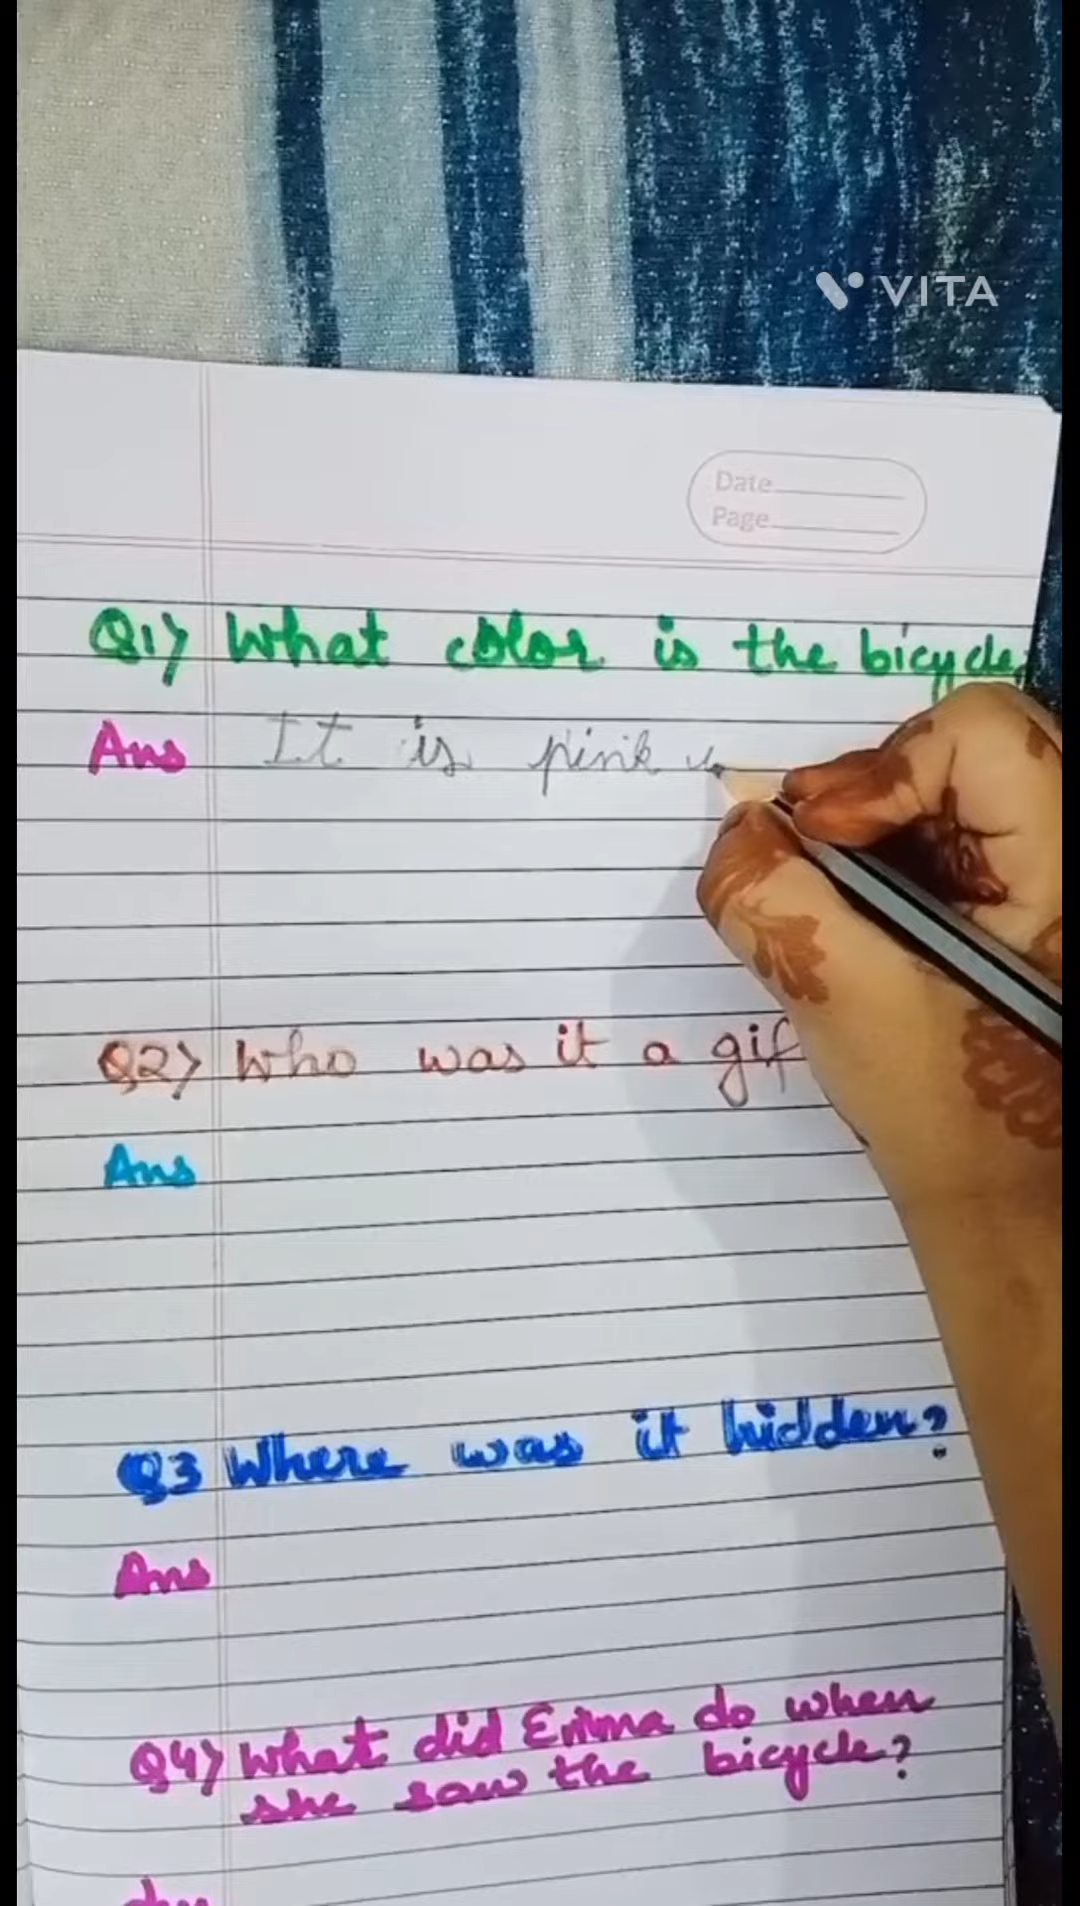 VITA
Date
Page
Q1) What color is the bicycle
Ans It is pink
Q2) Who was it a gif
Ans
Q3 Where was it hidden?
Ans
Q4) What did Emma do when
she saw the bicycle?